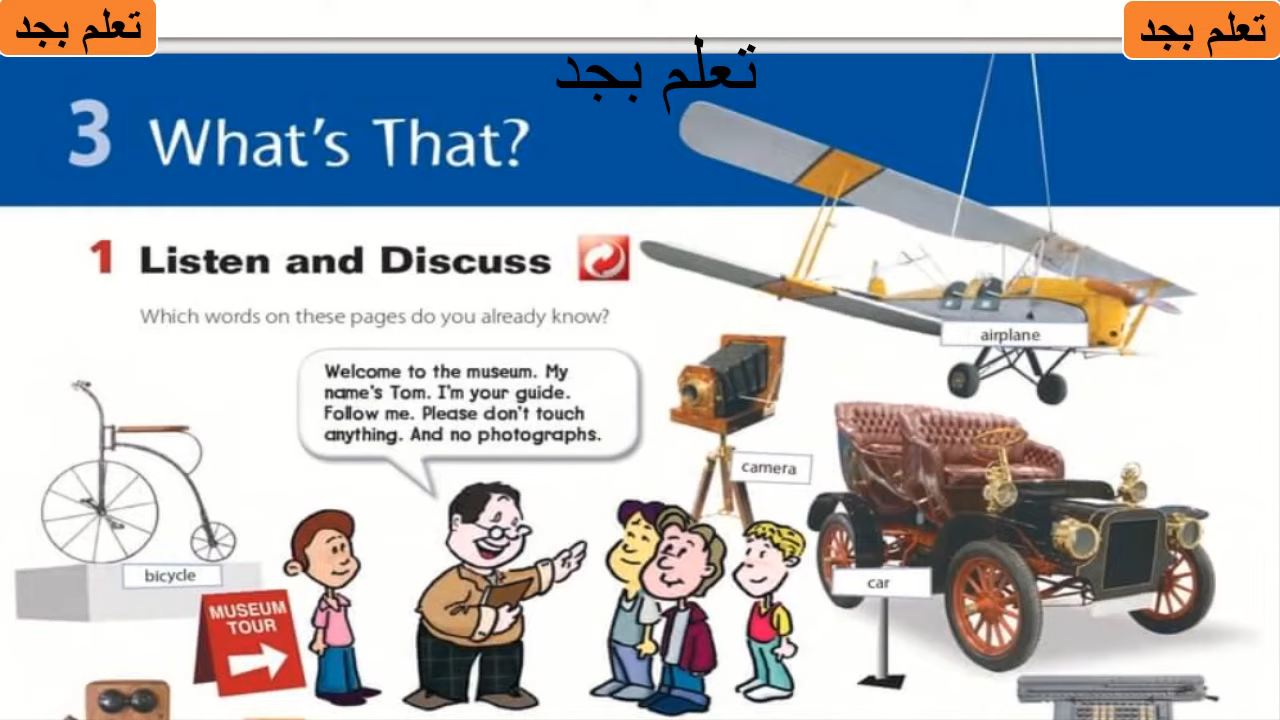 تعلم بجد
تعلم بجد
تعلم بجد
3 What's That?
1 Listen and Discuss
Which words on these pages do you already know?
Welcome to the museum. My
name's Tom. I'm your guide.
Follow me. Please don't touch
anything. And no photographs.
airplane
camera
bicycle
car
MUSEUM
TOUR